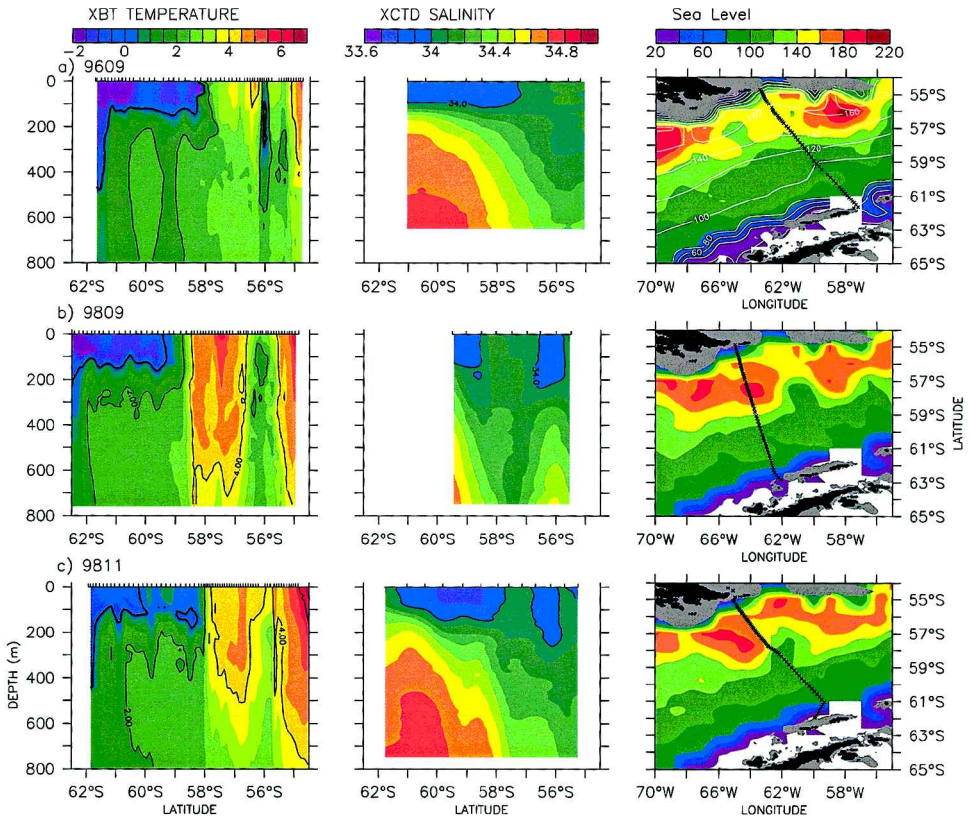 XBT TEMPERATURE
XCTD SALINITY
Sea Level
-2 0 2 4 6
33.6 34 34.4 34.8
20 60 100 140 180 220
a) 9609
0
200
400
600
800
62°S 60°S 58°S 56°S
34.0
62°S 60°S 58°S 56°S
160
140
120
100
80
60
55°S
57°S
59°S
61°S
63°S
65°S
70°W 66°W 62°W 58°W
LONGITUDE
b) 9809
0
200
400
600
800
2.00
4.00
62°S 60°S 58°S 56°S
34.0
62°S 60°S 58°S 56°S
55°S
57°S
59°S
61°S
63°S
65°S
LATITUDE
70°W 66°W 62°W 58°W
LONGITUDE
c) 9811
0
200
400
600
800
DEPTH (m)
2.00
4.00
62°S 60°S 58°S 56°S
LATITUDE
62°S 60°S 58°S 56°S
LATITUDE
55°S
57°S
59°S
61°S
63°S
65°S
70°W 66°W 62°W 58°W
LONGITUDE